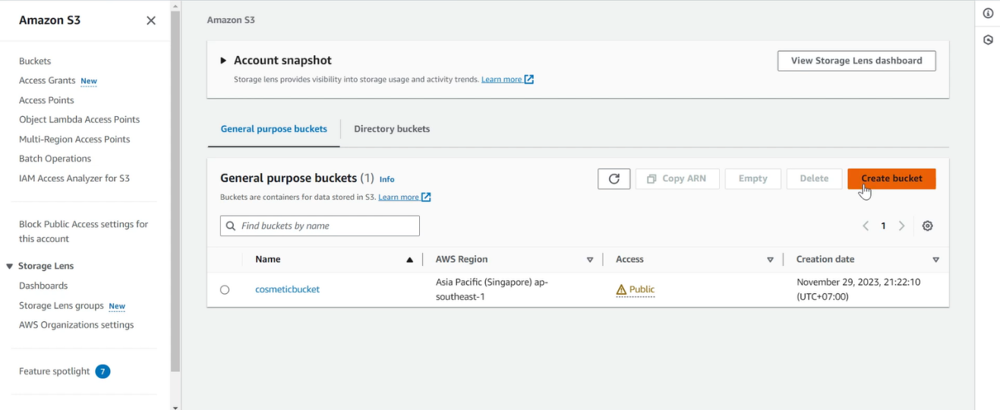 Amazon S3
Buckets
Access Grants New
Access Points
Object Lambda Access Points
Multi-Region Access Points
Batch Operations
IAM Access Analyzer for S3
Block Public Access settings for
this account
Storage Lens
Dashboards
Storage Lens groups New
AWS Organizations settings
Feature spotlight 7
Amazon S3
Account snapshot
View Storage Lens dashboard
Storage lens provides visibility into storage usage and activity trends. Learn more
General purpose buckets Directory buckets
General purpose buckets (1) Info
Copy ARN Empty Delete Create bucket
Buckets are containers for data stored in S3. Learn more
Find buckets by name
1
Name AWS Region Access Creation date
cosmeticbucket Asia Pacific (Singapore) ap- Public November 29, 2023, 21:22:10
southeast-1 (UTC+07:00)